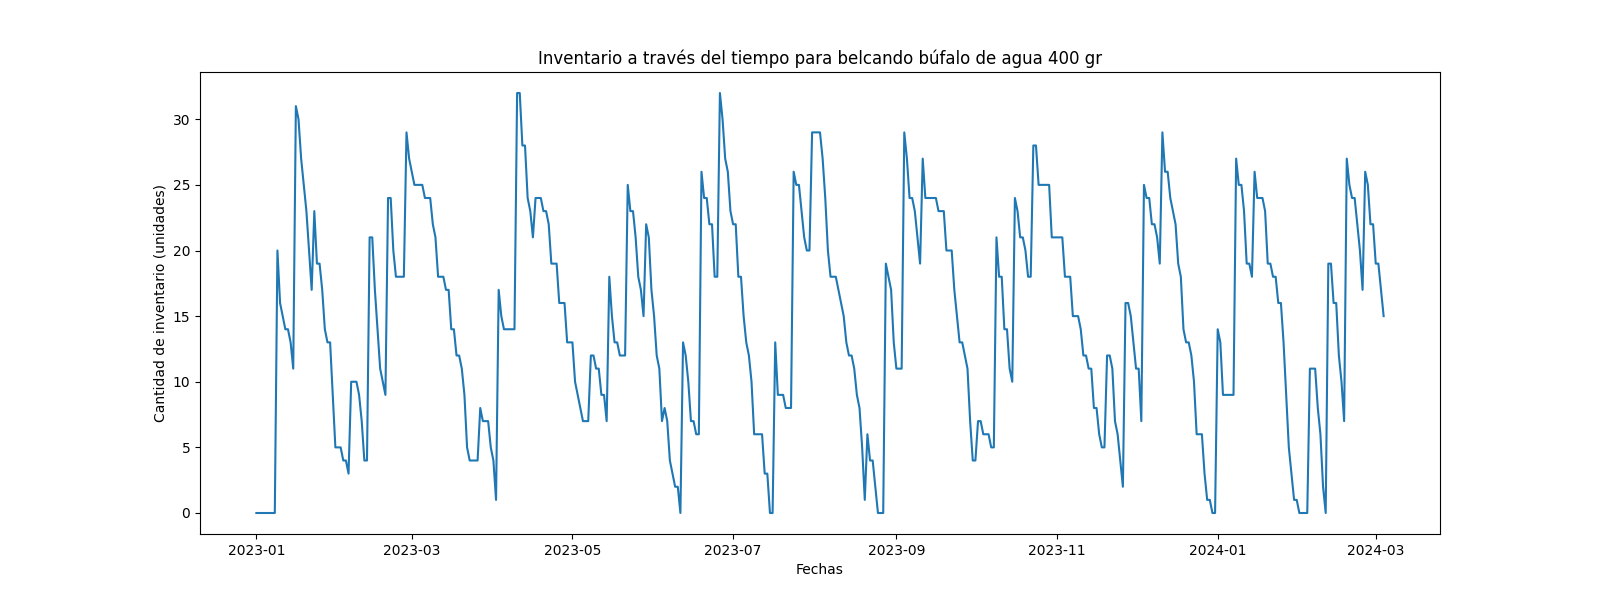 Inventario a través del tiempo para belcando búfalo de agua 400 gr
Cantidad de inventario (unidades)
30
25
20
15
10
5
0
2023-01 2023-03 2023-05 2023-07 2023-09 2023-11 2024-01 2024-03
Fechas